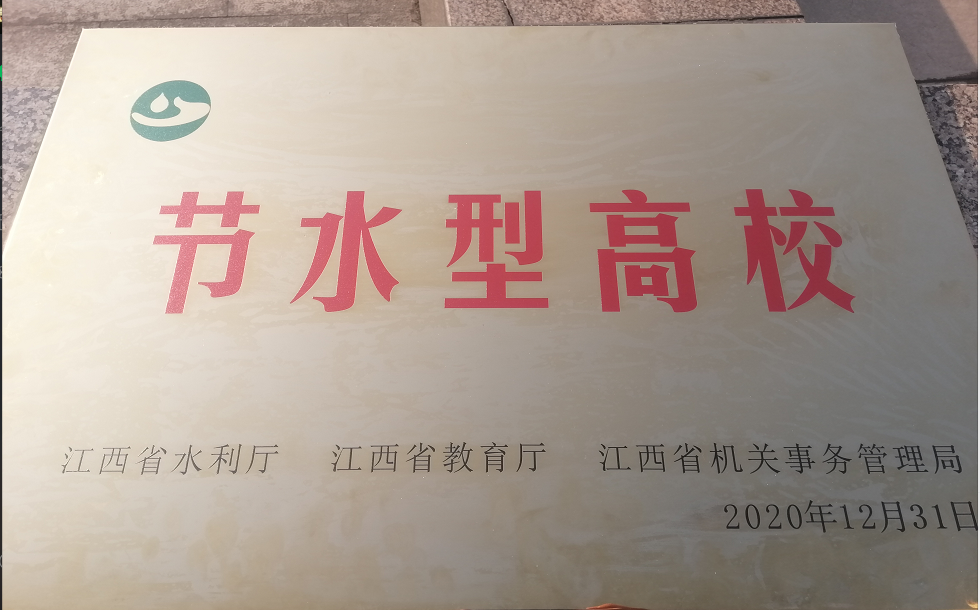 节水型高校
江西省水利厅 江西省教育厅 江西省机关事务管理局
2020年12月31日